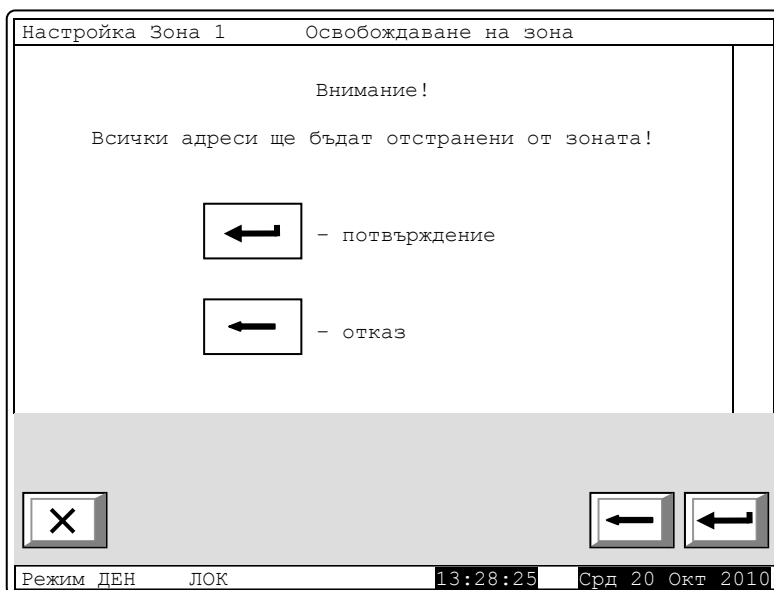 Настройка Зона 1 Освобождаване на зона
Внимание!
Всички адреси ще бъдат отстранени от зоната!
– потвърждение
– отказ
Режим ДЕН ЛОК 13:28:25 Срд 20 Окт 2010